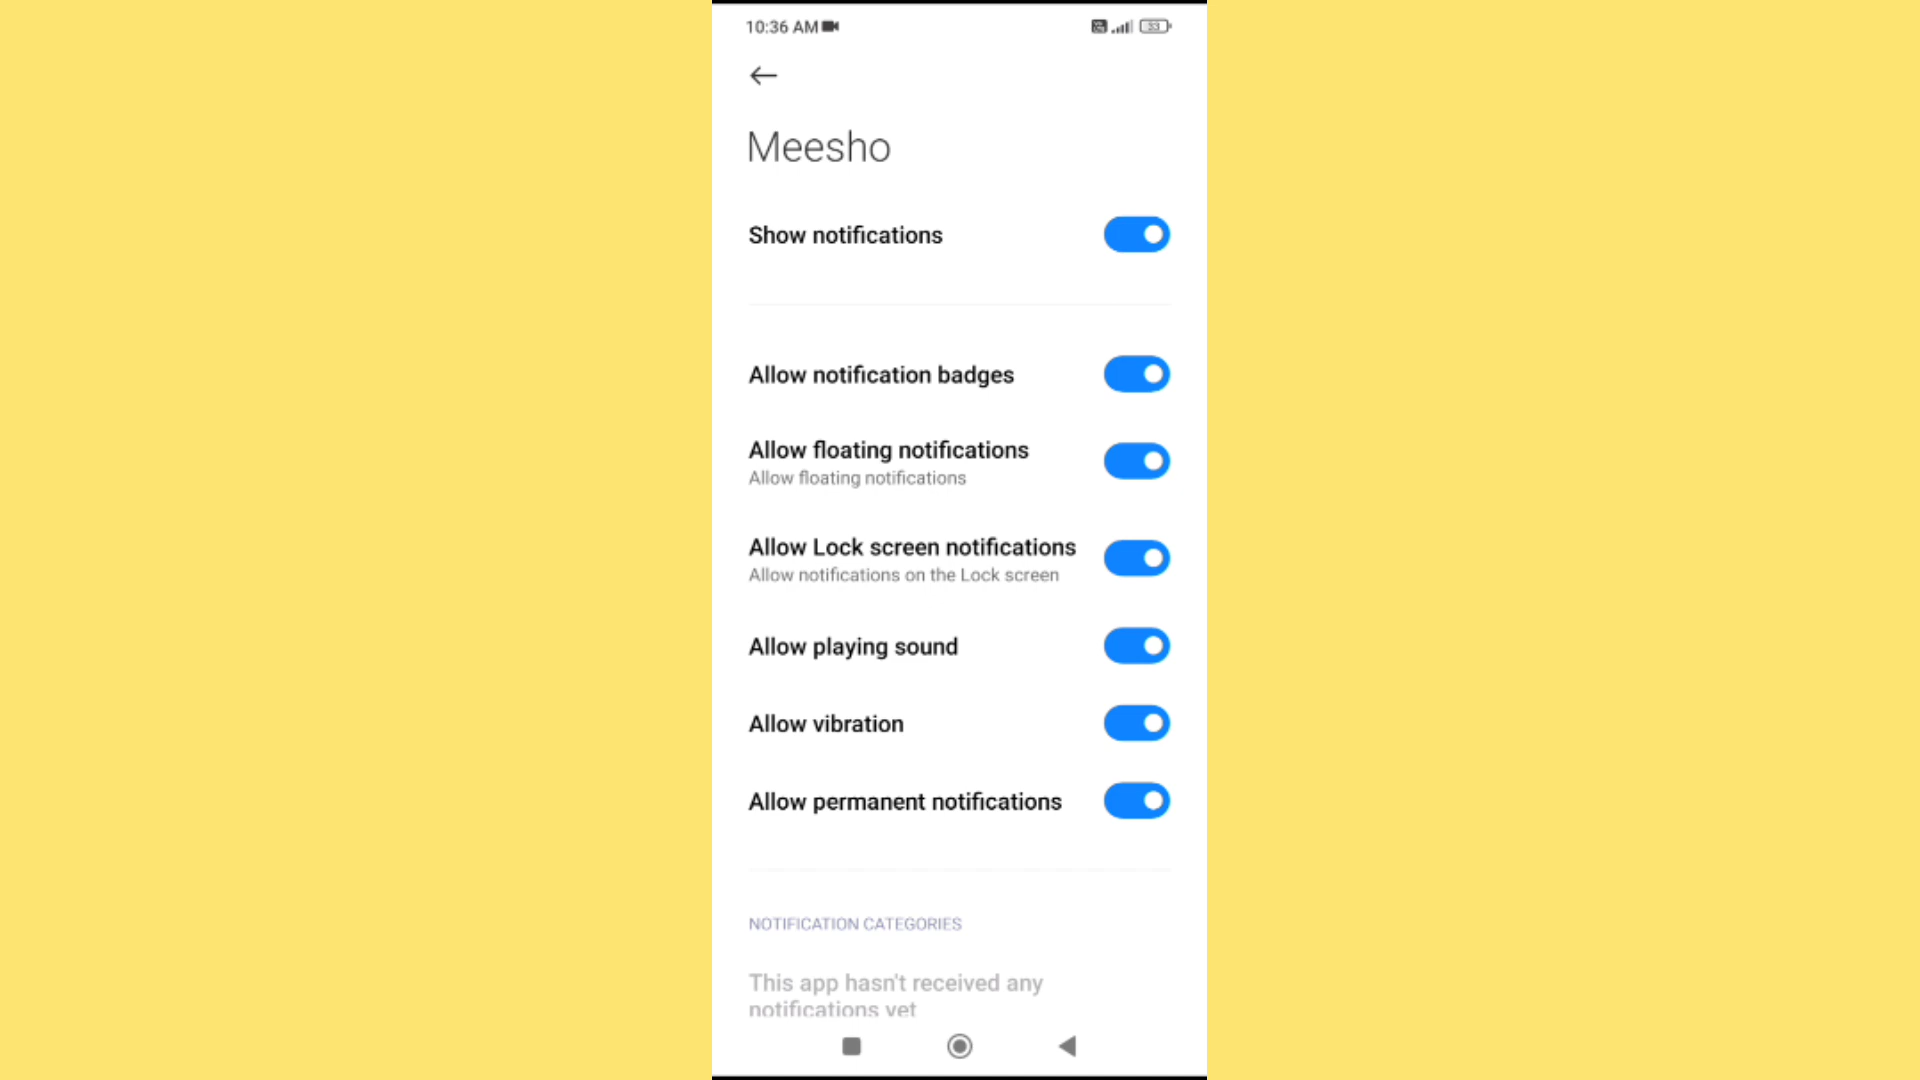 10:36 AM
33
Meesho
Show notifications
Allow notification badges
Allow floating notifications
Allow floating notifications
Allow Lock screen notifications
Allow notifications on the Lock screen
Allow playing sound
Allow vibration
Allow permanent notifications
NOTIFICATION CATEGORIES
This app hasn't received any
notifications yet